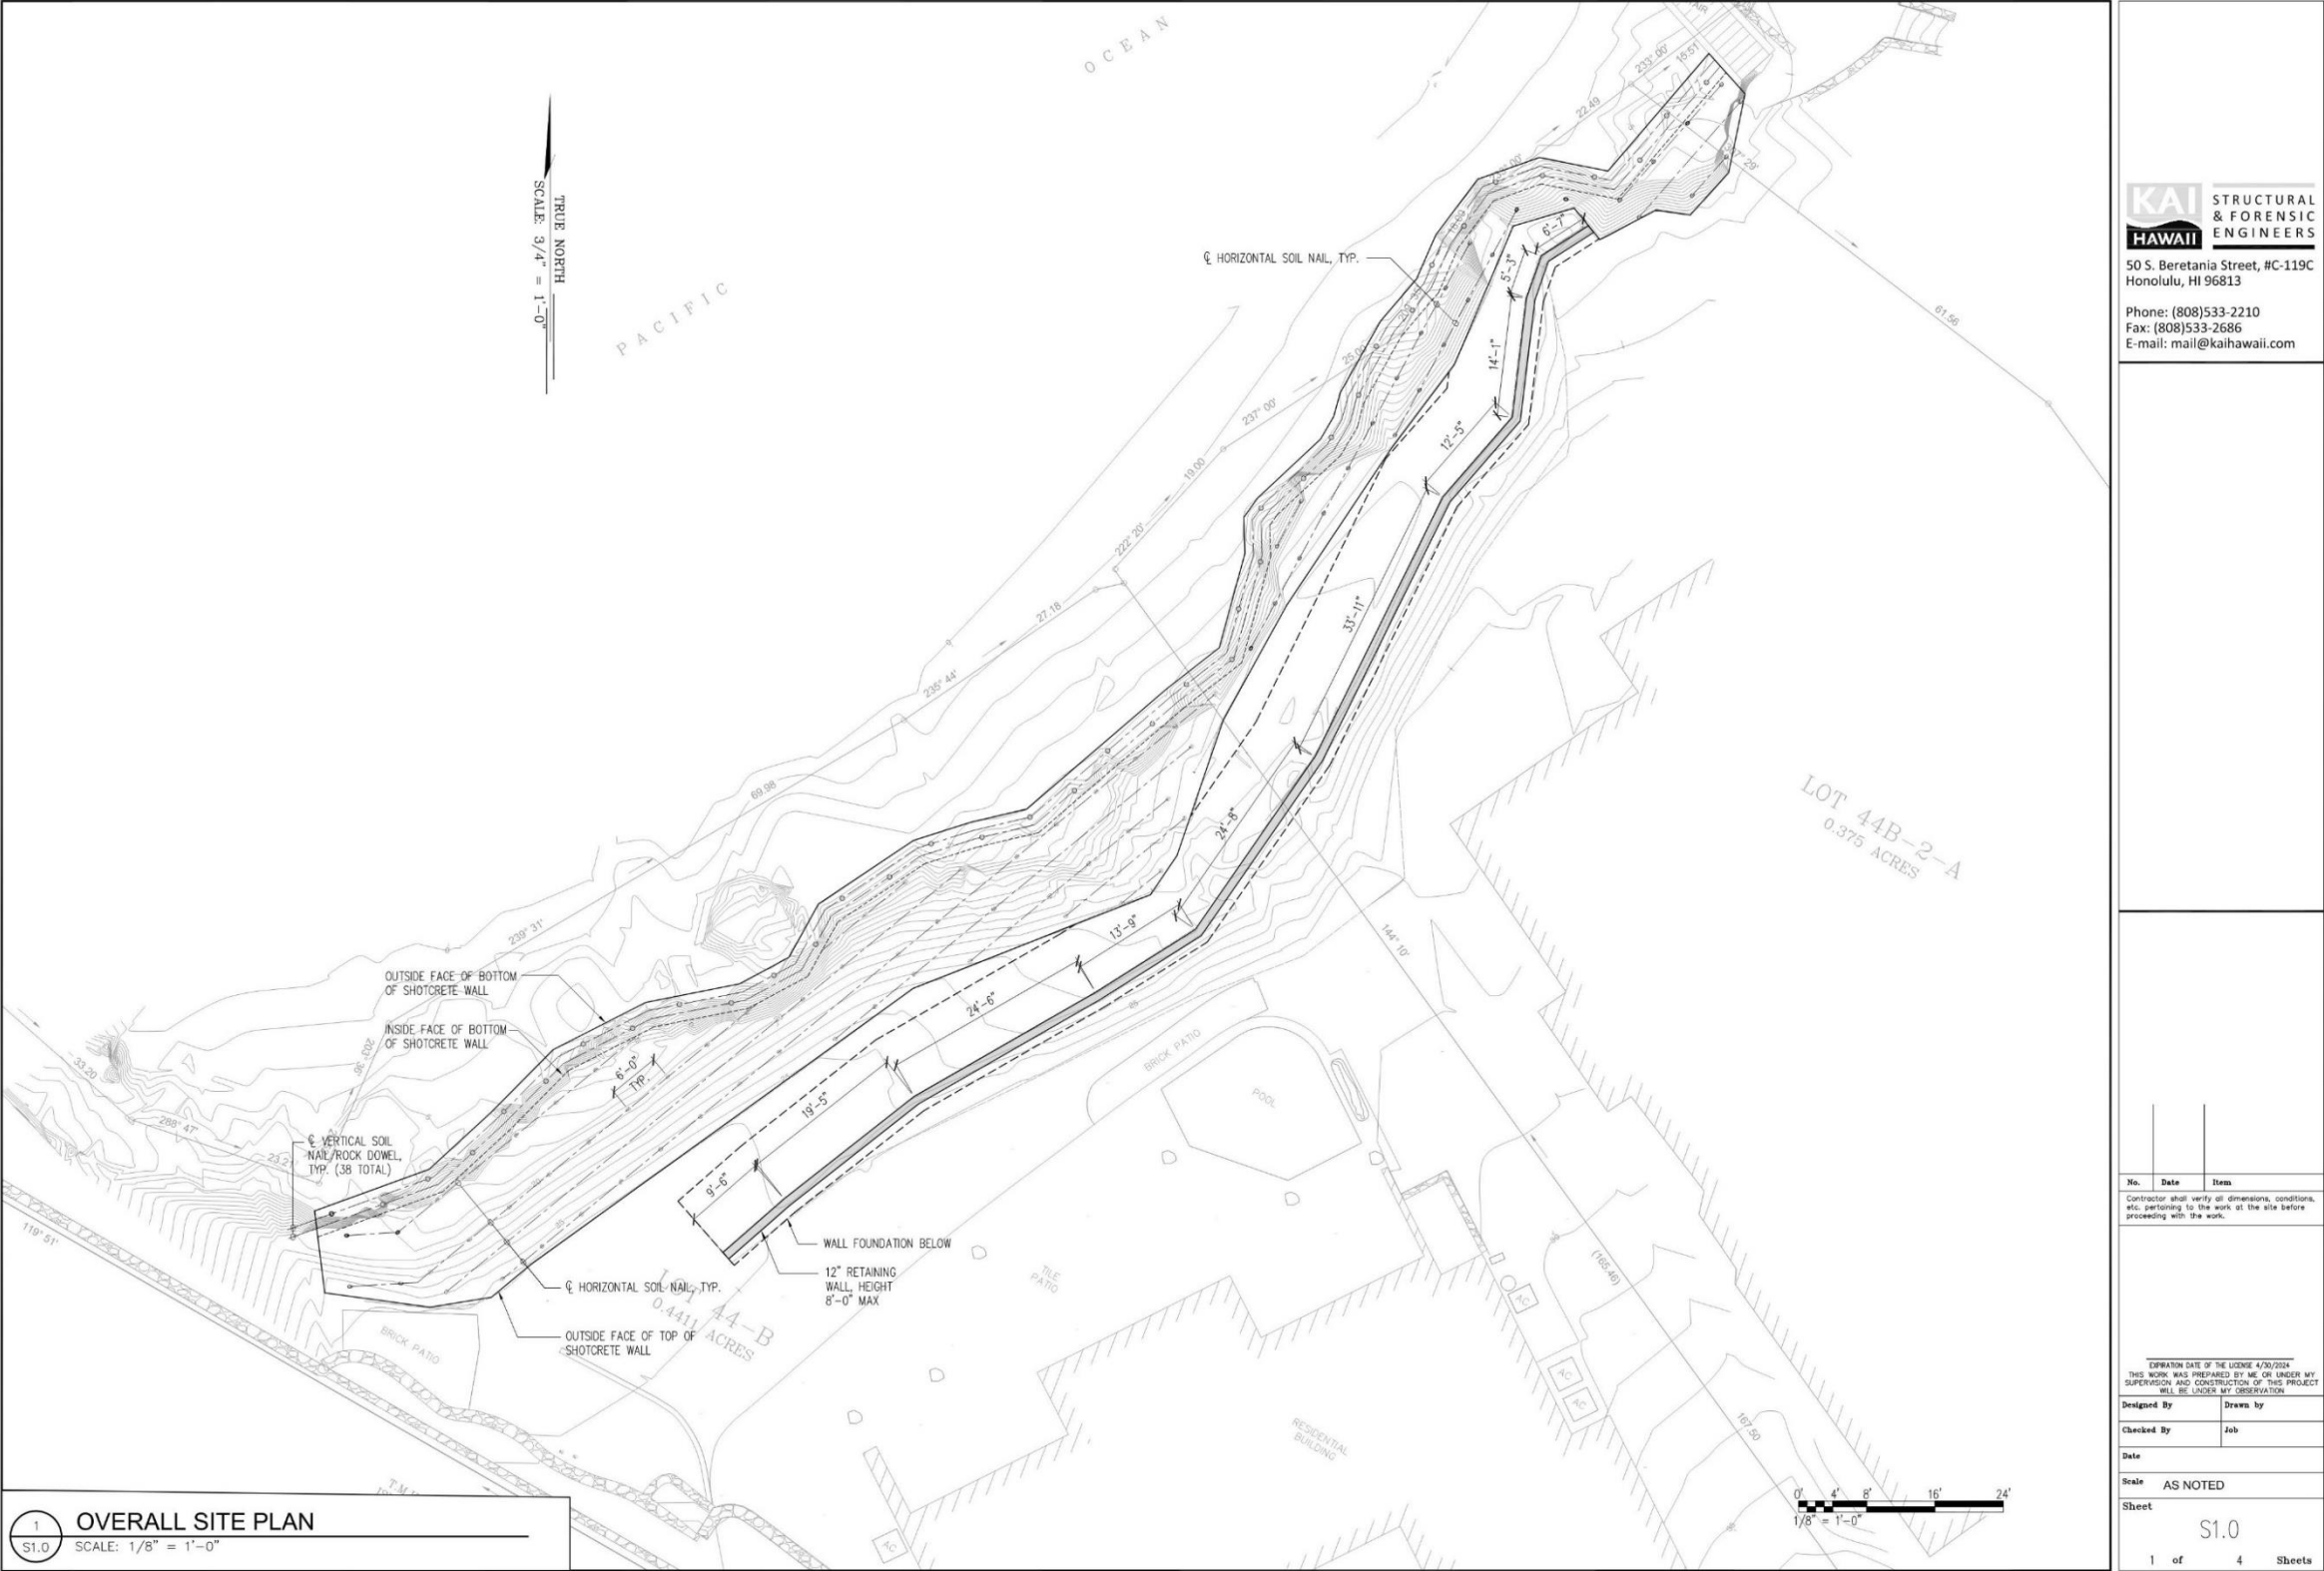 OCEAN
PACIFIC
TRUE NORTH
SCALE: 3/4" = 1'-0"
233° 00'
15.51
22.49
61.56
℄ HORIZONTAL SOIL NAIL, TYP.
6'-7"
5'-3"
14'-1"
12'-5"
33'-11"
24'-8"
13'-9"
24'-6"
19'-5"
9'-6"
25.00
237° 00'
19.00
222° 20'
27.18
235° 44'
69.98
239° 31'
OUTSIDE FACE OF BOTTOM
OF SHOTCRETE WALL
INSIDE FACE OF BOTTOM
OF SHOTCRETE WALL
6'-0"
TYP.
33.20
288° 47'
℄ VERTICAL SOIL
NAIL/ROCK DOWEL,
TYP. (38 TOTAL)
119° 51'
WALL FOUNDATION BELOW
12" RETAINING
WALL, HEIGHT
8'-0" MAX
℄ HORIZONTAL SOIL NAIL, TYP.
OUTSIDE FACE OF TOP OF
SHOTCRETE WALL
LOT 44-B
0.4411 ACRES
LOT 44B-2-A
0.375 ACRES
BRICK PATIO
BRICK PATIO
POOL
TILE
PATIO
RESIDENTIAL
BUILDING
144° 10'
(165.46)
167.50
AC
AC
AC
AC
0' 4' 8' 16' 24'
1/8" = 1'-0"
1
S1.0
OVERALL SITE PLAN
SCALE: 1/8" = 1'-0"
KAI
HAWAII
STRUCTURAL
& FORENSIC
ENGINEERS
50 S. Beretania Street, #C-119C
Honolulu, HI 96813
Phone: (808)533-2210
Fax: (808)533-2686
E-mail: mail@kaihawaii.com
No. Date Item
Contractor shall verify all dimensions, conditions,
etc. pertaining to the work at the site before
proceeding with the work.
EXPIRATION DATE OF THE LICENSE 4/30/2024
THIS WORK WAS PREPARED BY ME OR UNDER MY
SUPERVISION AND CONSTRUCTION OF THIS PROJECT
WILL BE UNDER MY OBSERVATION
Designed By Drawn by
Checked By Job
Date
Scale AS NOTED
Sheet
S1.0
1 of 4 Sheets